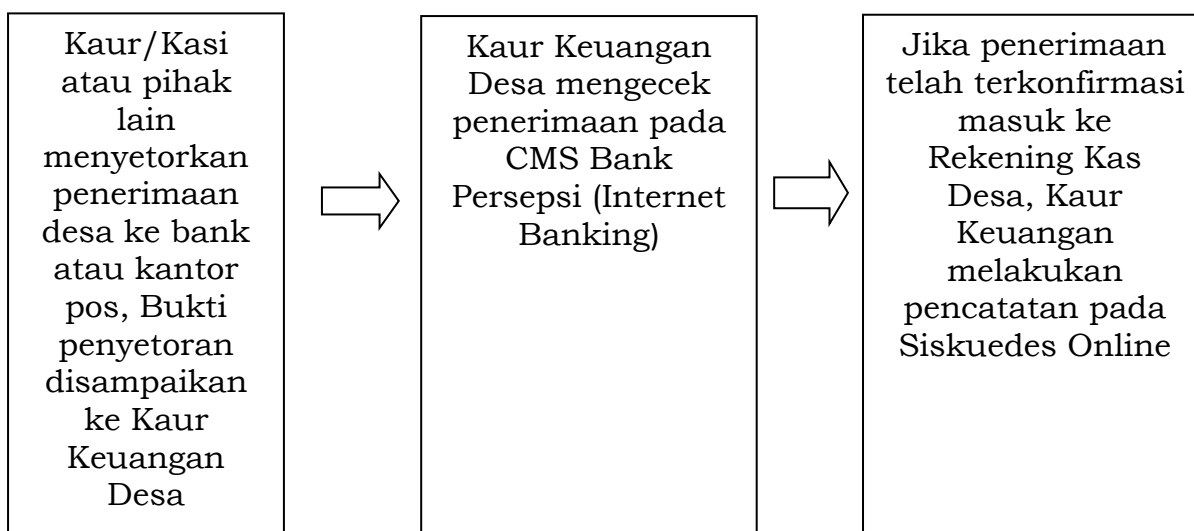 Kaur/Kasi
atau pihak
lain
menyetorkan
penerimaan
desa ke bank
atau kantor
pos, Bukti
penyetoran
disampaikan
ke Kaur
Keuangan
Desa
Kaur Keuangan
Desa mengecek
penerimaan pada
CMS Bank
Persepsi (Internet
Banking)
Jika penerimaan
telah terkonfirmasi
masuk ke
Rekening Kas
Desa, Kaur
Keuangan
melakukan
pencatatan pada
Siskuedes Online